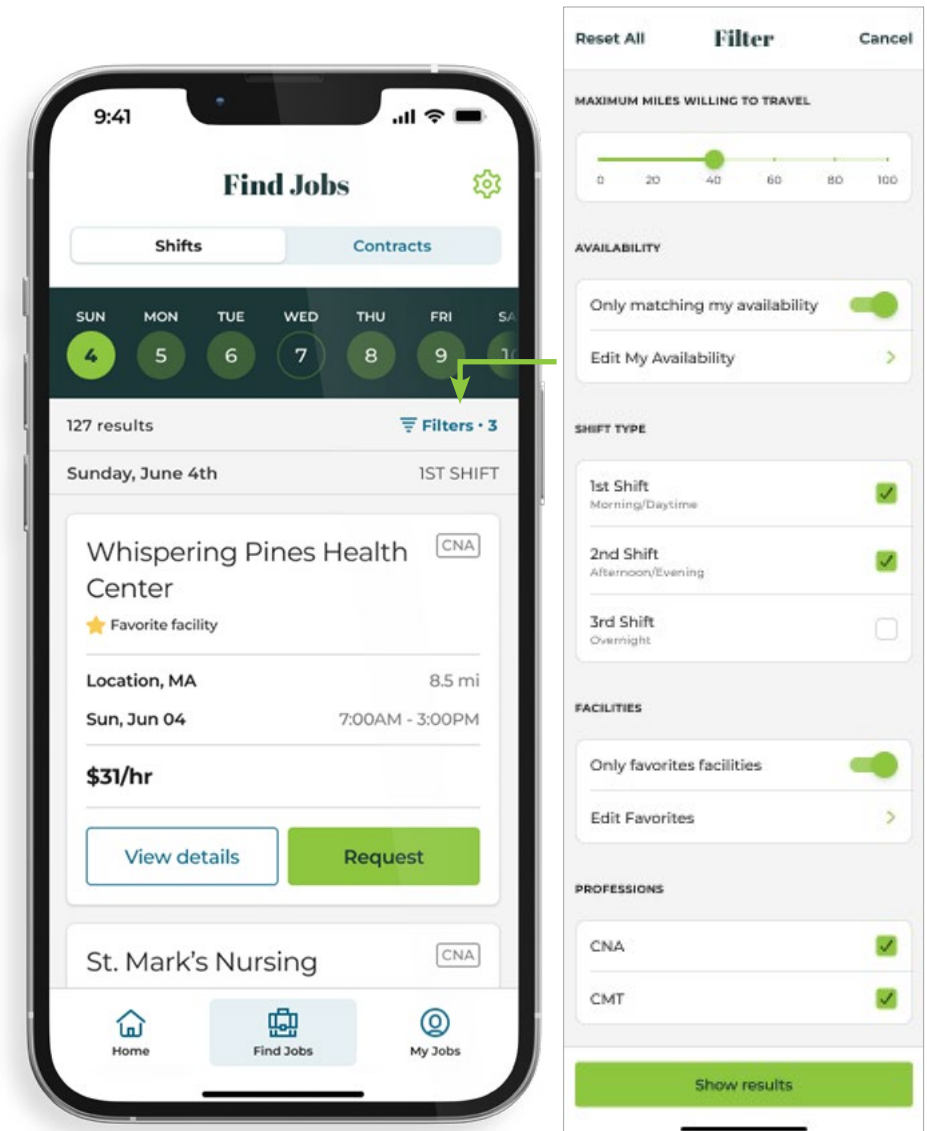 9:41
Find Jobs
Shifts Contracts
SUN MON TUE WED THU FRI SA
4 5 6 7 8 9 10
127 results Filters • 3
Sunday, June 4th 1ST SHIFT
Whispering Pines Health CNA
Center
Favorite facility
Location, MA 8.5 mi
Sun, Jun 04 7:00AM - 3:00PM
$31/hr
View details Request
St. Mark's Nursing CNA
Home Find Jobs My Jobs
Reset All Filter Cancel
MAXIMUM MILES WILLING TO TRAVEL
0 20 40 60 80 100
AVAILABILITY
Only matching my availability
Edit My Availability
SHIFT TYPE
1st Shift
Morning/Daytime
2nd Shift
Afternoon/Evening
3rd Shift
Overnight
FACILITIES
Only favorites facilities
Edit Favorites
PROFESSIONS
CNA
CMT
Show results